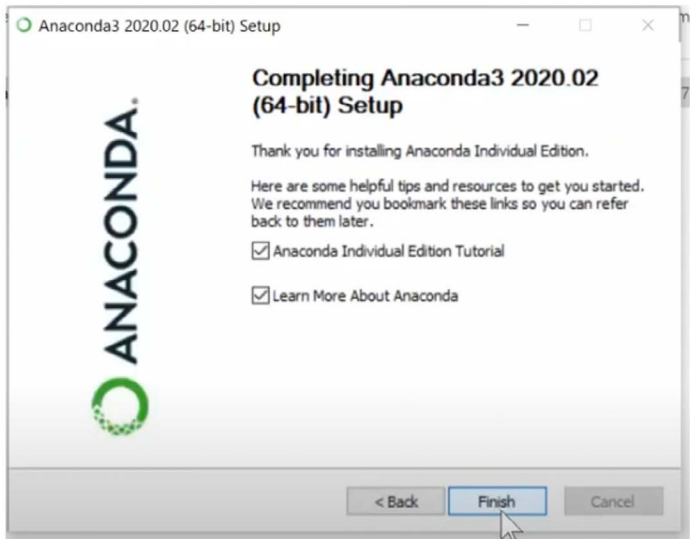 Anaconda3 2020.02 (64-bit) Setup
Completing Anaconda3 2020.02
(64-bit) Setup
Thank you for installing Anaconda Individual Edition.
Here are some helpful tips and resources to get you started.
We recommend you bookmark these links so you can refer
back to them later.
Anaconda Individual Edition Tutorial
Learn More About Anaconda
ANACONDA.
< Back
Finish
Cancel